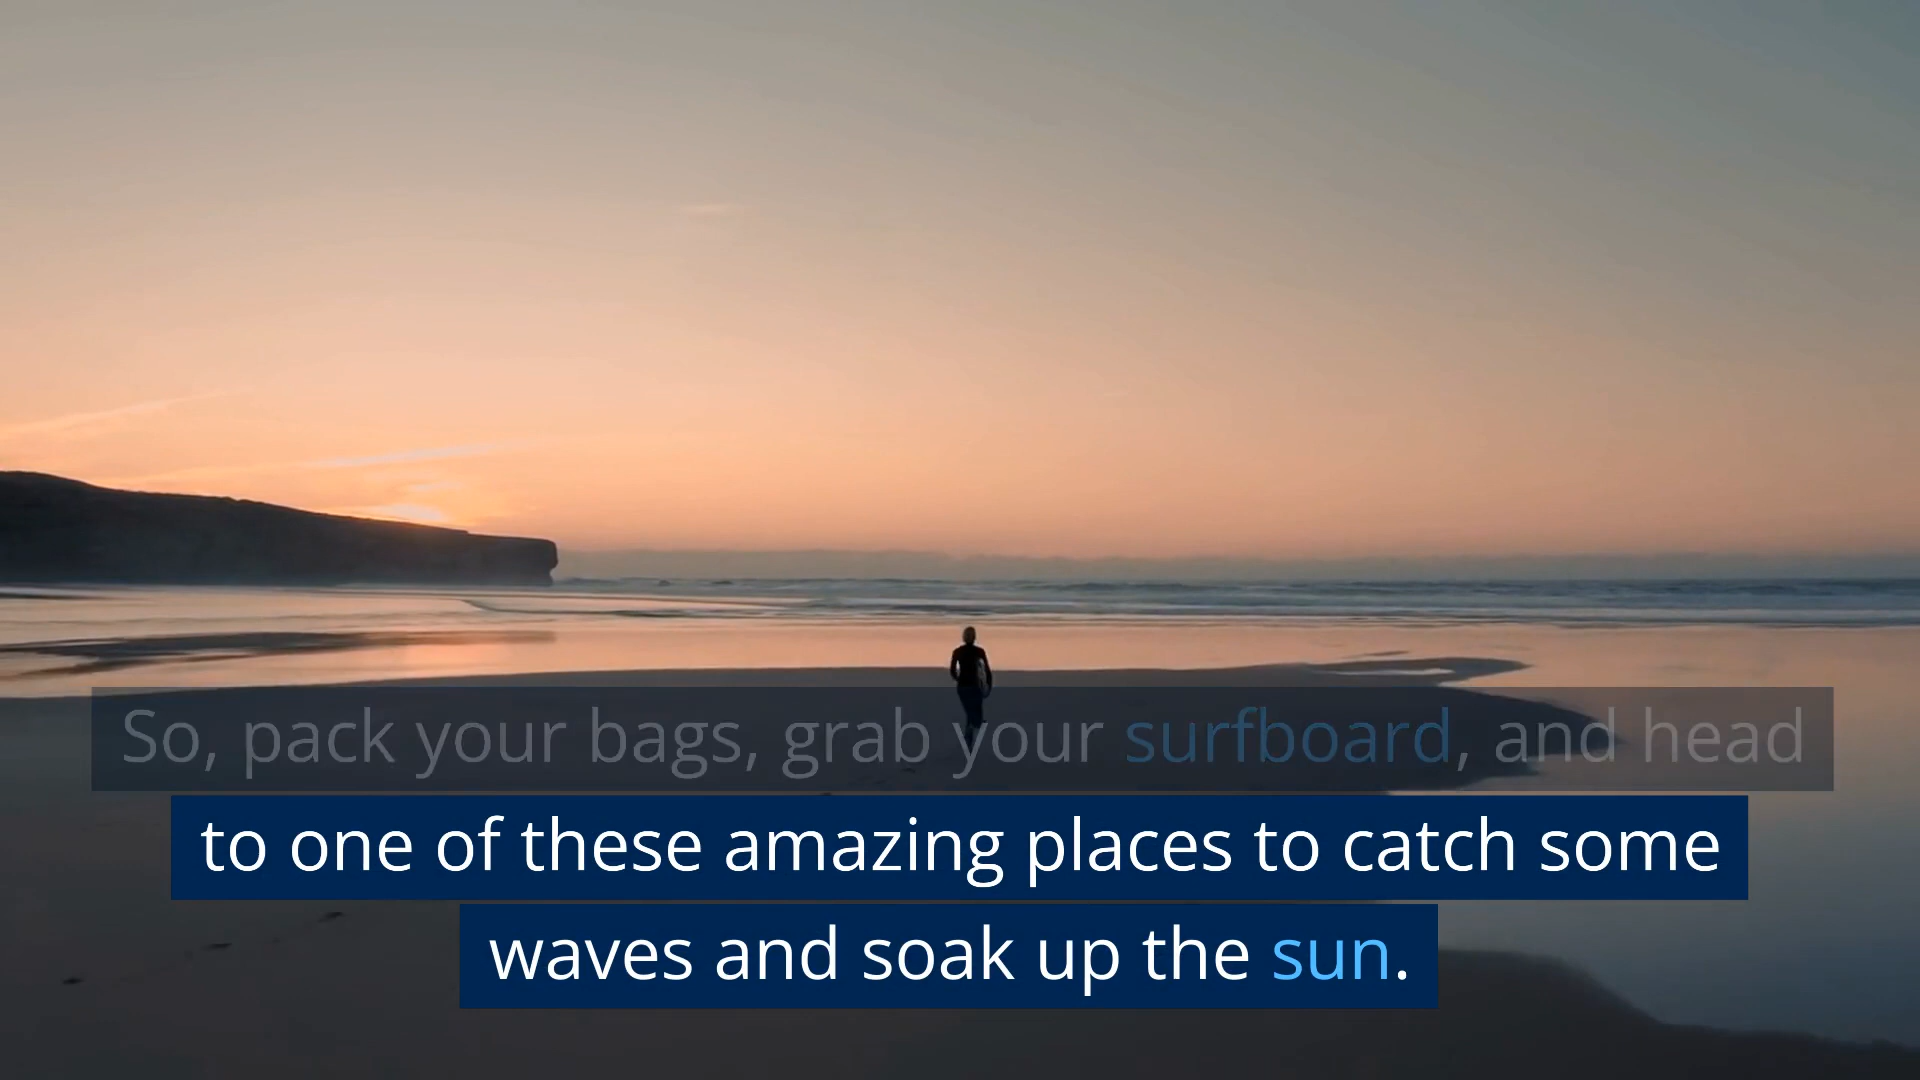 So, pack your bags, grab your surfboard, and head
to one of these amazing places to catch some
waves and soak up the sun.